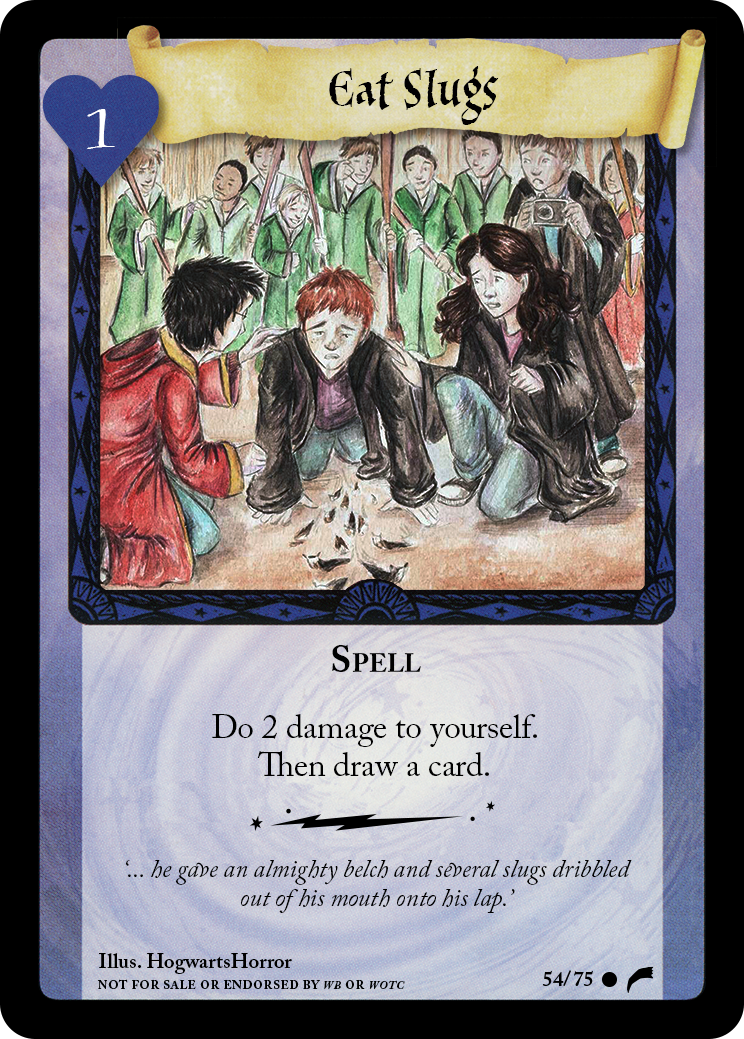 Eat Slugs
1
SPELL
Do 2 damage to yourself.
Then draw a card.
‘... he gave an almighty belch and several slugs dribbled
out of his mouth onto his lap.’
Illus. HogwartsHorror
NOT FOR SALE OR ENDORSED BY WB OR WOTC
54/75